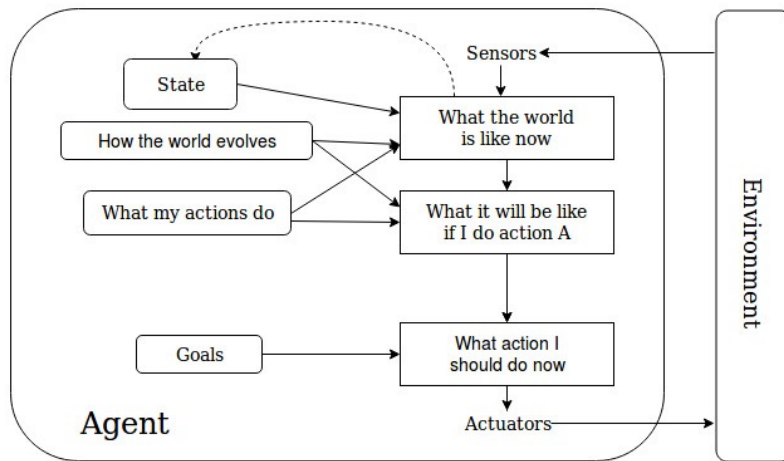 Sensors
State
What the world
is like now
How the world evolves
What my actions do
What it will be like
if I do action A
Environment
Goals
What action I
should do now
Agent
Actuators